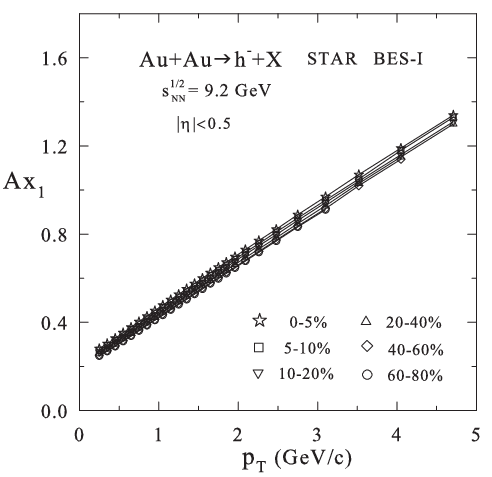 1.6
Au+Au→h⁻+X STAR BES-I
s_NN^1/2 = 9.2 GeV
|η|<0.5
1.2
Ax₁
0.8
0.4
0-5% 20-40%
5-10% 40-60%
10-20% 60-80%
0.0
0 1 2 3 4 5
p_T (GeV/c)